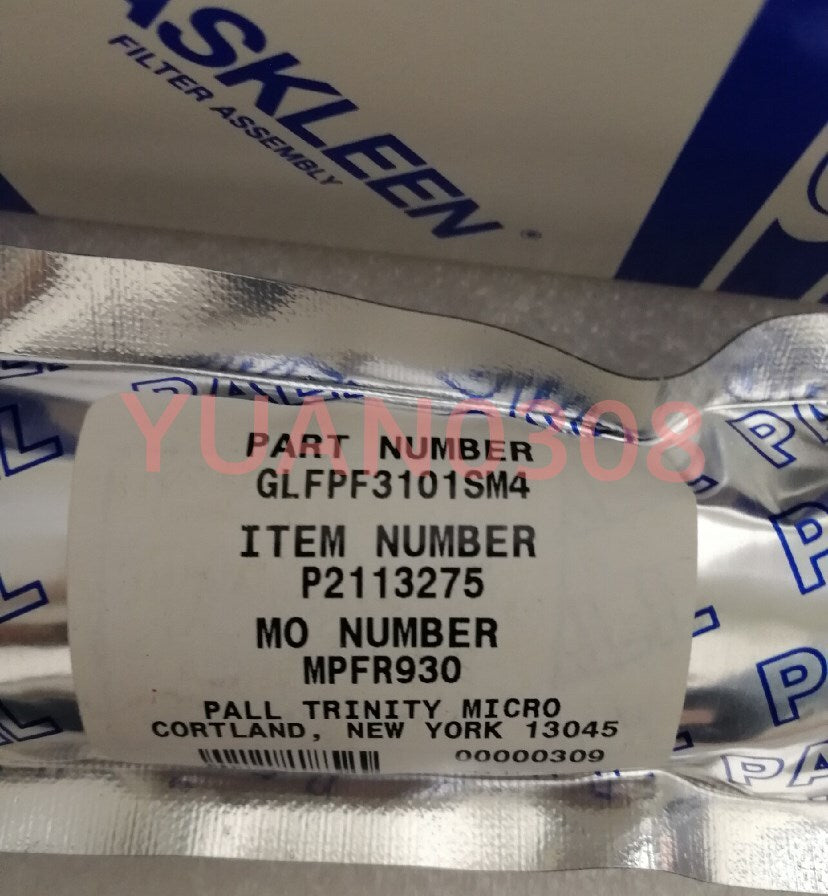 ASKLEEN ®
FILTER ASSEMBLY
PALL
YUAN0308
PART NUMBER
GLFPF3101SM4
ITEM NUMBER
P2113275
MO NUMBER
MPFR930
PALL TRINITY MICRO
CORTLAND, NEW YORK 13045
00000309